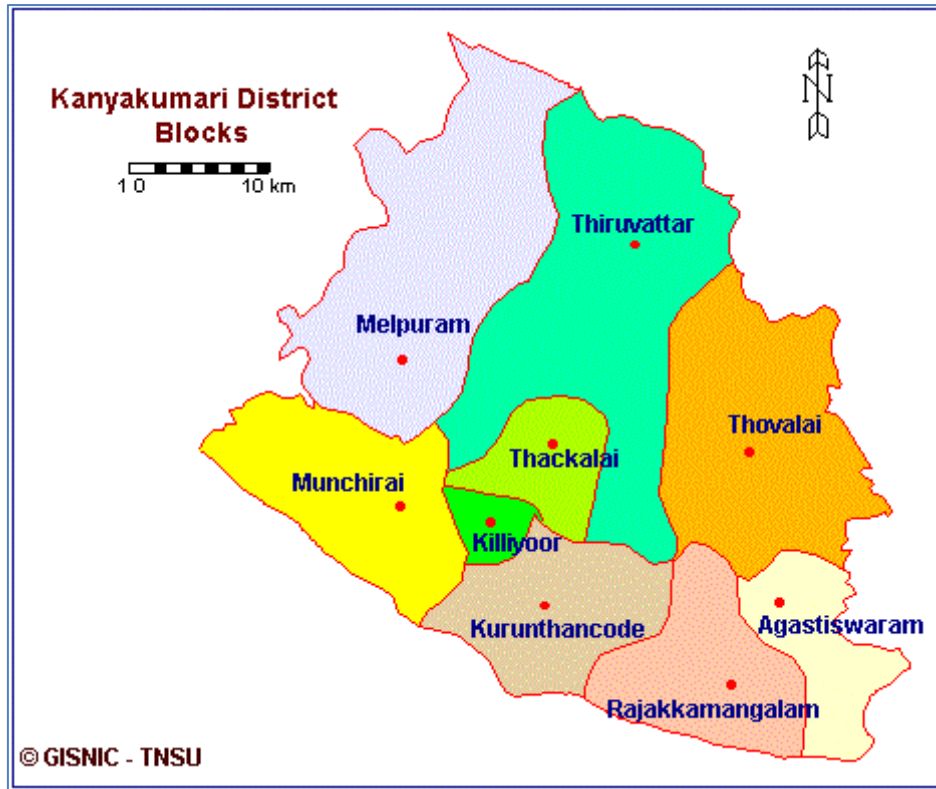 Kanyakumari District
Blocks
1 0 10 km
N
Thiruvattar
Melpuram
Thovalai
Thackalai
Munchirai
Killiyoor
Agastiswaram
Kurunthancode
Rajakkamangalam
© GISNIC - TNSU